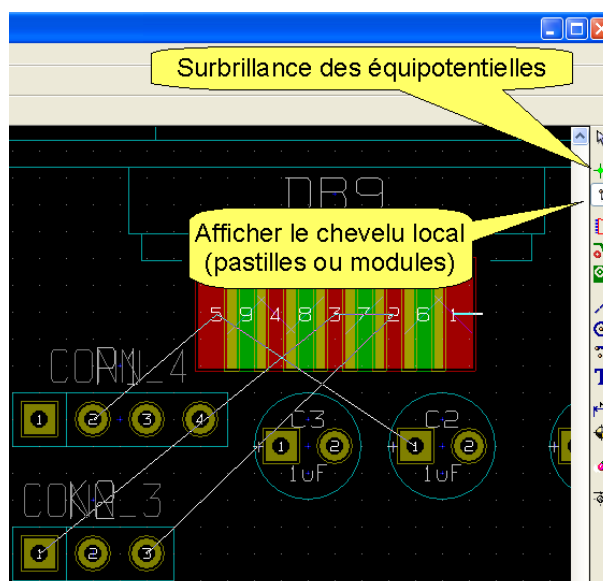 Surbrillance des équipotentielles
DB9
Afficher le chevelu local
(pastilles ou modules)
5 9 4 8 3 7 2 6 1
CONN_4
P1
1 2 3 4
C3
1 2
1uF
C2
1 2
1uF
CONN_3
1 2 3
T